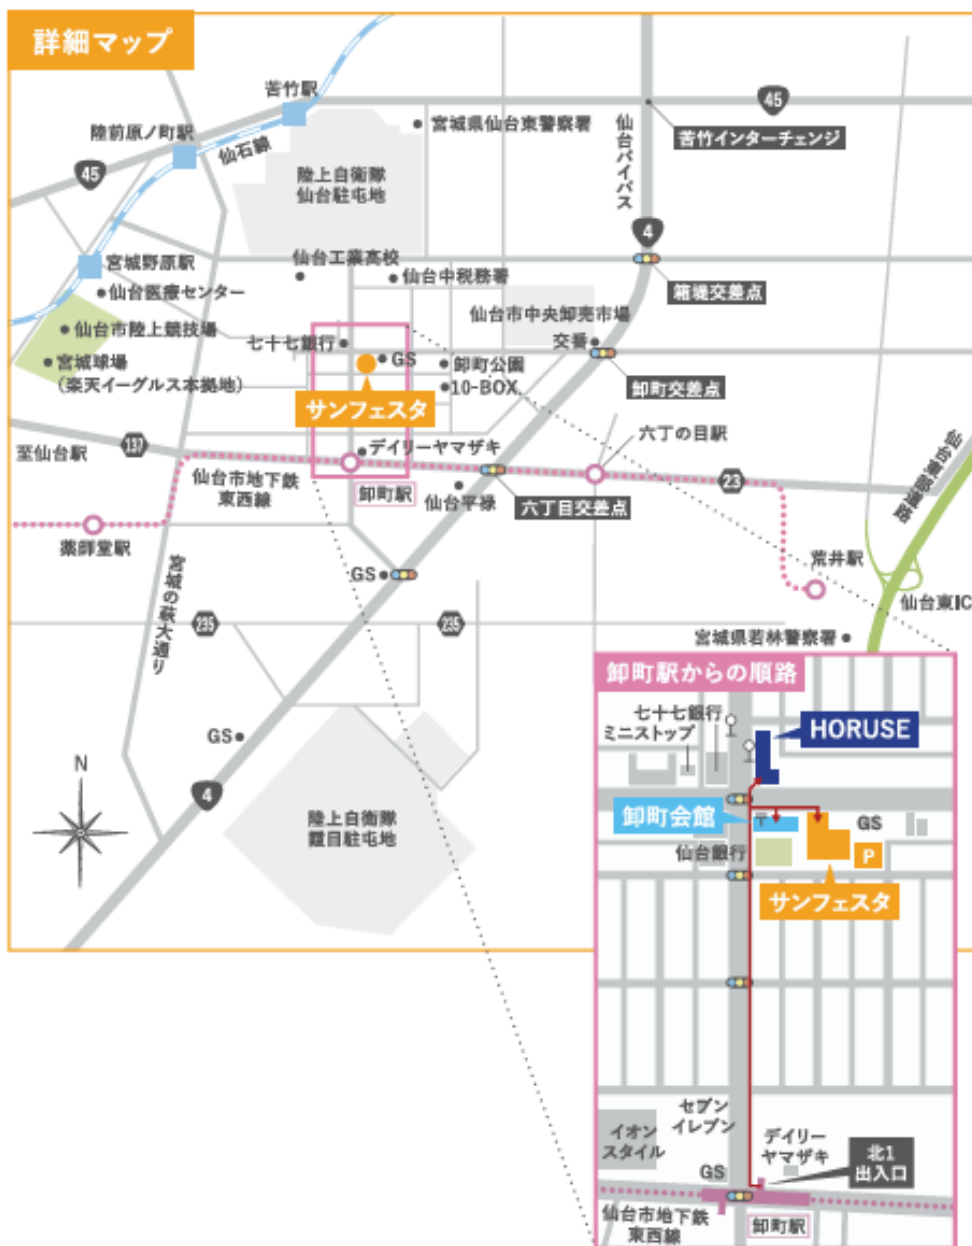 詳細マップ
苦竹駅
陸前原ノ町駅
仙石線
45
45
宮城県仙台東警察署
仙台バイパス
苦竹インターチェンジ
陸上自衛隊
仙台駐屯地
4
宮城野原駅
仙台工業高校
仙台中税務署
箱堤交差点
仙台医療センター
仙台市中央卸売市場
仙台市陸上競技場
七十七銀行
交番
宮城球場
(楽天イーグルス本拠地)
GS
卸町公園
10-BOX
卸町交差点
サンフェスタ
六丁の目駅
137
至仙台駅
デイリーヤマザキ
仙台市地下鉄
東西線
卸町駅
仙台平禄
六丁目交差点
23
仙台東部道路
薬師堂駅
宮城の萩大通り
GS
荒井駅
仙台東IC
235
235
宮城県若林警察署
GS
4
N
陸上自衛隊
霞目駐屯地
卸町駅からの順路
七十七銀行
ミニストップ
HORUSE
卸町会館
〒
GS
仙台銀行
P
サンフェスタ
セブン
イレブン
イオン
スタイル
デイリー
ヤマザキ
北1
出入口
GS
仙台市地下鉄
東西線
卸町駅